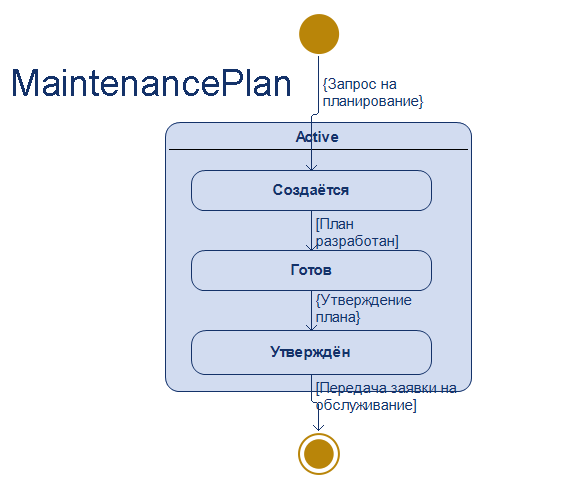 MaintenancePlan
{Запрос на
планирование}
Active
Создаётся
[План
разработан]
Готов
{Утверждение
плана}
Утверждён
[Передача заявки на
обслуживание]